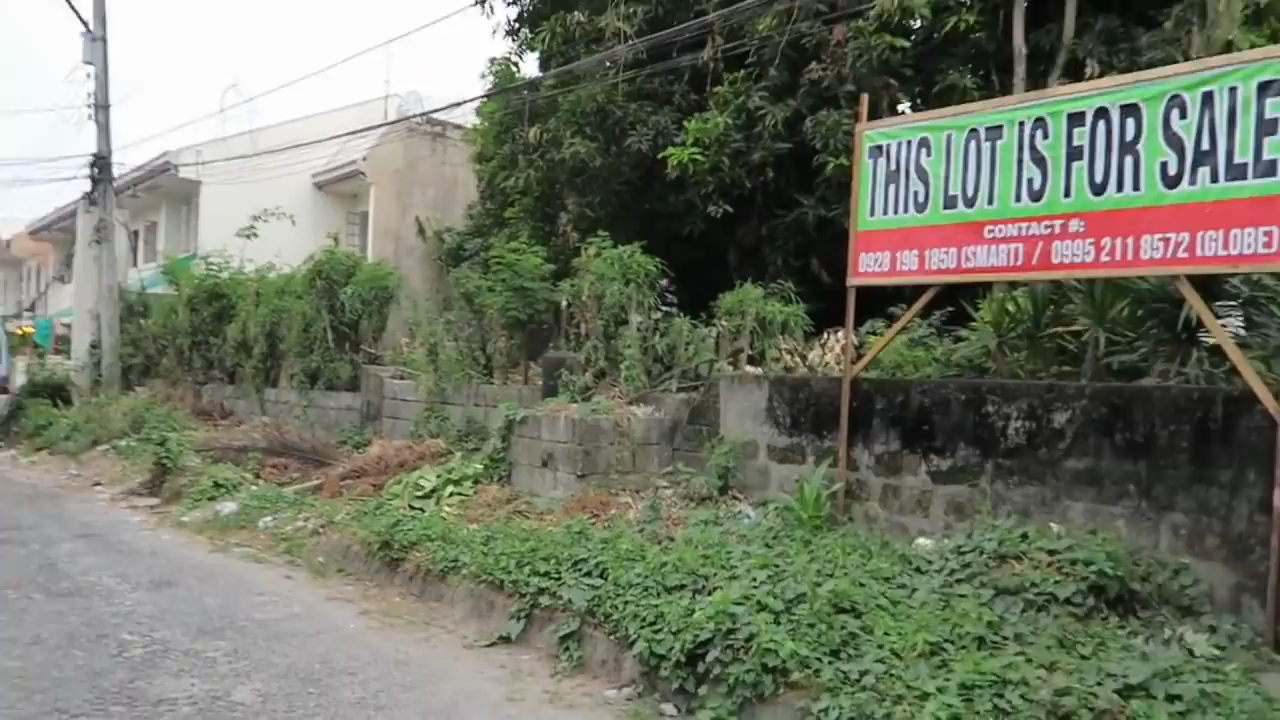 THIS LOT IS FOR SALE
CONTACT #:
0928 196 1850 (SMART) / 0995 211 8572 (GLOBE)